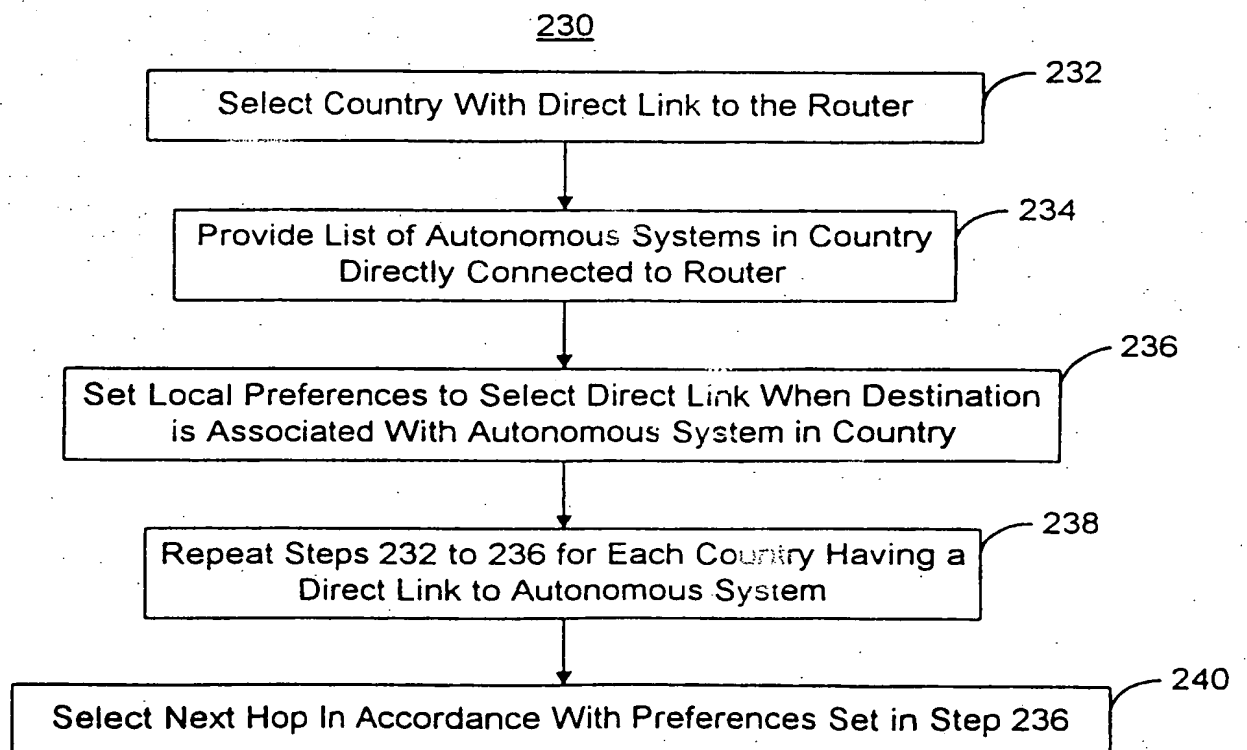 230
Select Country With Direct Link to the Router
232
Provide List of Autonomous Systems in Country
Directly Connected to Router
234
Set Local Preferences to Select Direct Link When Destination
is Associated With Autonomous System in Country
236
Repeat Steps 232 to 236 for Each Country Having a
Direct Link to Autonomous System
238
Select Next Hop In Accordance With Preferences Set in Step 236
240